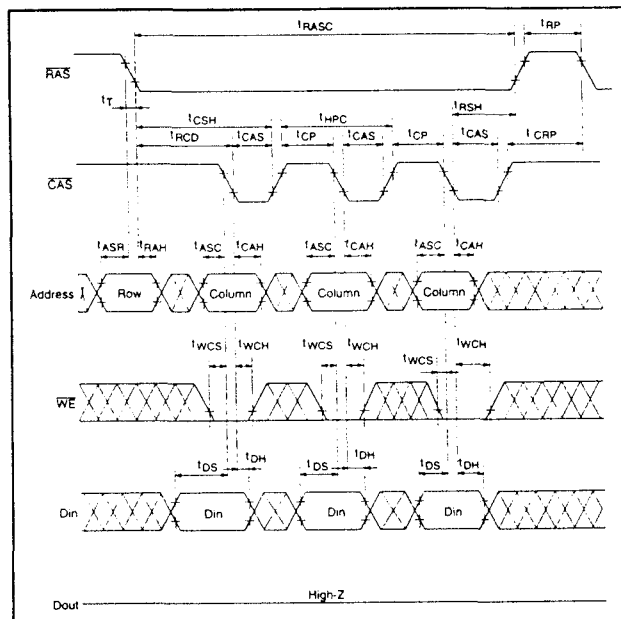 tRASC
tRP
RAS
tT
tCSH
tHPC
tRSH
tRCD
tCAS
tCP
tCAS
tCP
tCAS
tCRP
CAS
tASR
tRAH
tASC
tCAH
tASC
tCAH
tASC
tCAH
Address
Row
Column
Column
Column
tWCS
tWCH
tWCS
tWCH
tWCS
tWCH
WE
tDS
tDH
tDS
tDH
tDS
tDH
Din
Din
Din
Din
High-Z
Dout